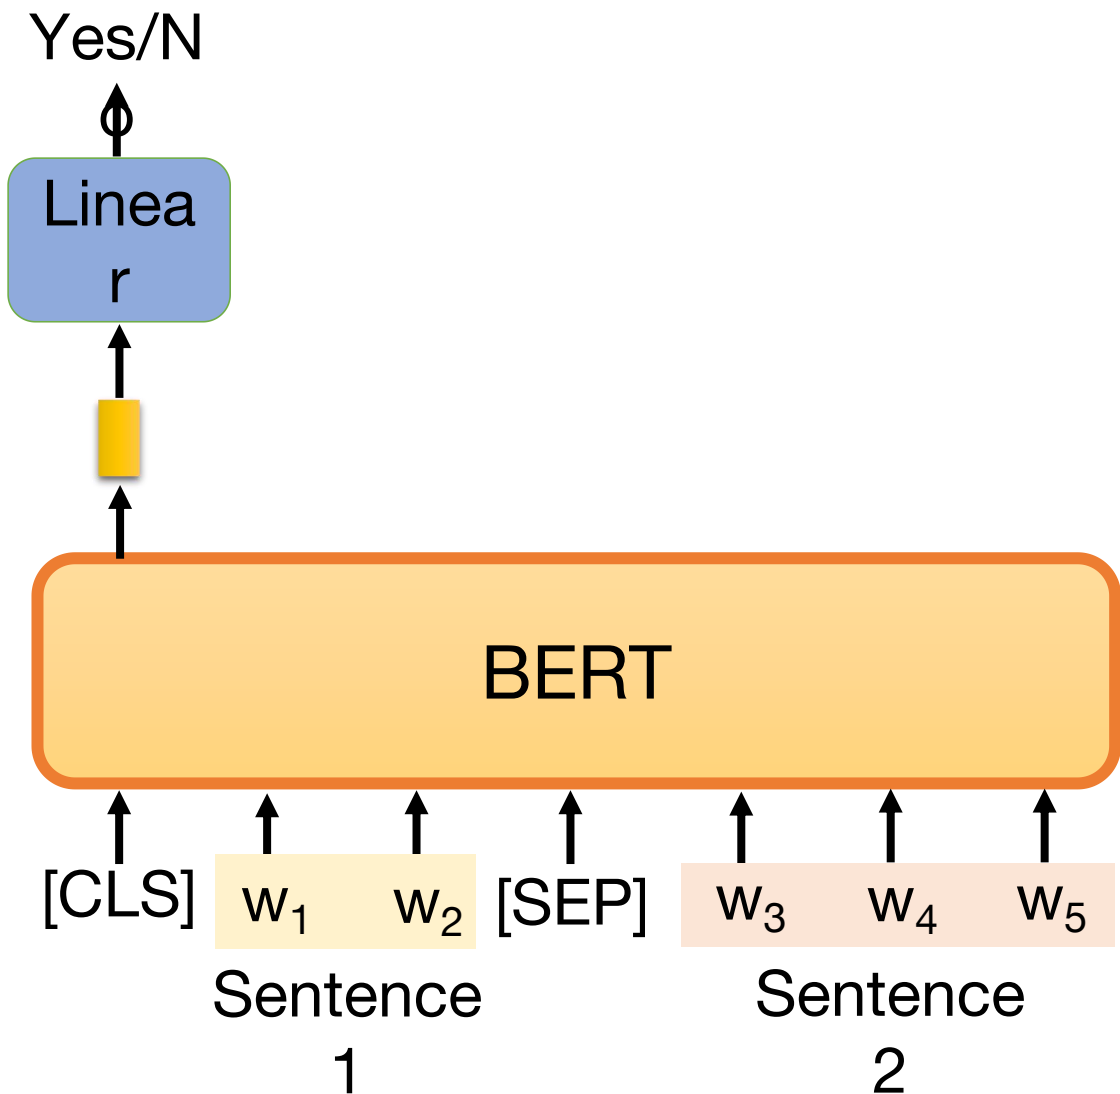 Yes/N
o
Linea
r
BERT
[CLS] w1 w2 [SEP] w3 w4 w5
Sentence
1
Sentence
2